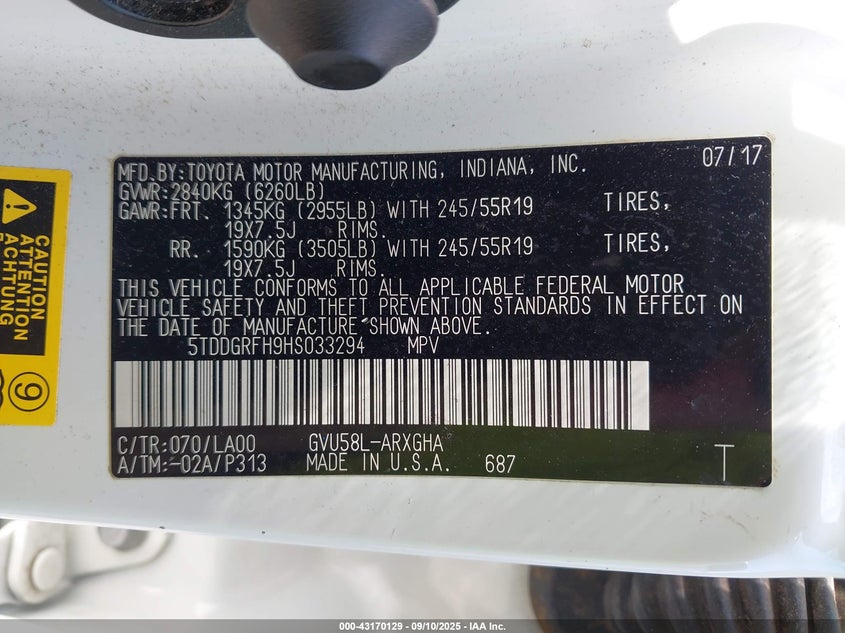 MFD.BY:TOYOTA MOTOR MANUFACTURING, INDIANA, INC. 07/17
GVWR:2840KG (6260LB)
GAWR:FRT. 1345KG (2955LB) WITH 245/55R19 TIRES,
19X7.5J RIMS.
RR. 1590KG (3505LB) WITH 245/55R19 TIRES,
19X7.5J RIMS.
THIS VEHICLE CONFORMS TO ALL APPLICABLE FEDERAL MOTOR
VEHICLE SAFETY AND THEFT PREVENTION STANDARDS IN EFFECT ON
THE DATE OF MANUFACTURE SHOWN ABOVE.
5TDDGRFH9HS033294 MPV
C/TR:070/LA00 GVU58L-ARXGHA
A/TM:-02A/P313 MADE IN U.S.A. 687 T
CAUTION
ATTENTION
ACHTUNG
9
000-43170129 - 09/10/2025 - IAA Inc.